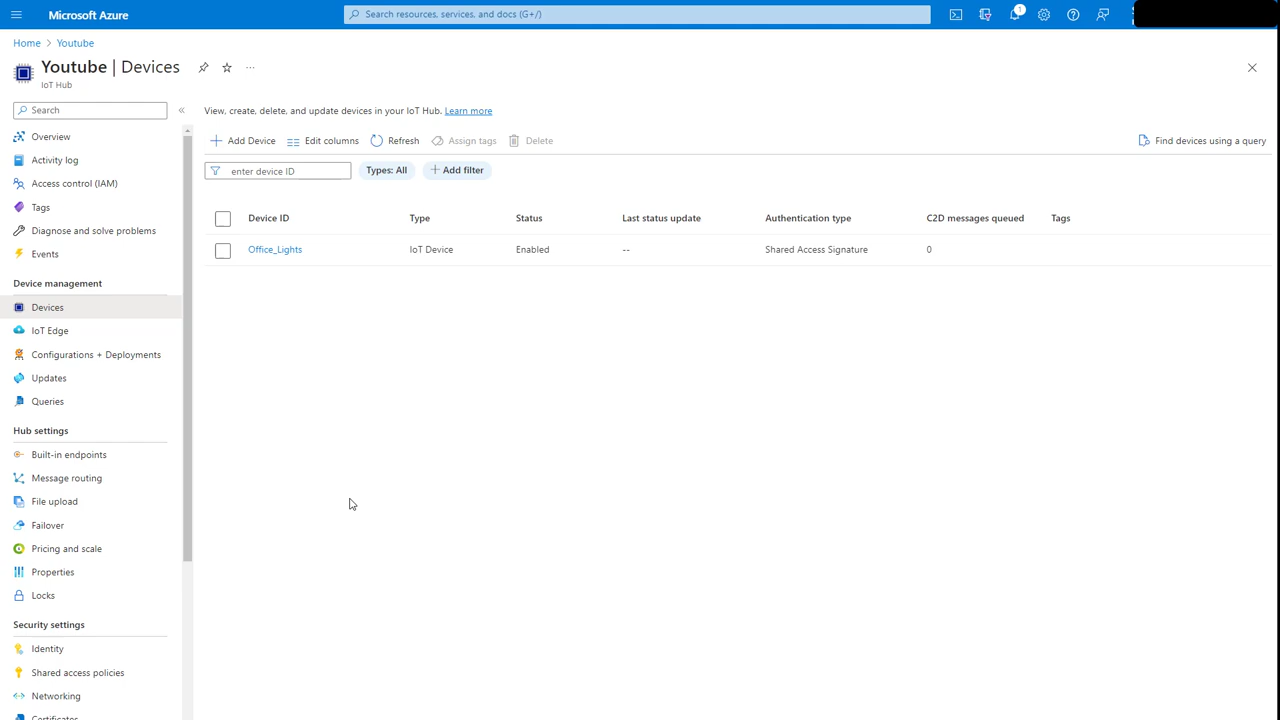 Microsoft Azure
Search resources, services, and docs (G+/)
1
Home > Youtube
Youtube | Devices
IoT Hub
Search
View, create, delete, and update devices in your IoT Hub. Learn more
Add Device Edit columns Refresh Assign tags Delete
Find devices using a query
enter device ID Types: All Add filter
Device ID Type Status Last status update Authentication type C2D messages queued Tags
Office_Lights IoT Device Enabled -- Shared Access Signature 0
Overview
Activity log
Access control (IAM)
Tags
Diagnose and solve problems
Events
Device management
Devices
IoT Edge
Configurations + Deployments
Updates
Queries
Hub settings
Built-in endpoints
Message routing
File upload
Failover
Pricing and scale
Properties
Locks
Security settings
Identity
Shared access policies
Networking
Certificates